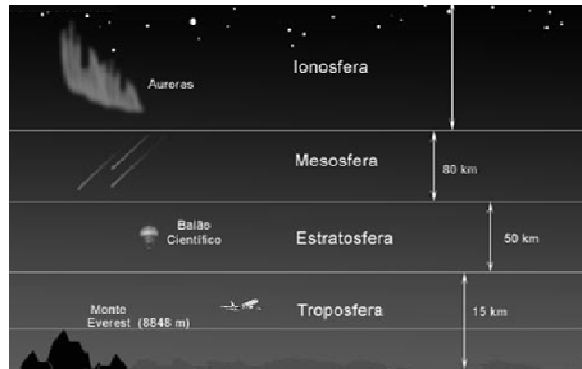 Ionosfera
Auroras
Mesosfera
80 km
Balão
Científico
Estratosfera
50 km
Monte
Everest (8848 m)
Troposfera
15 km